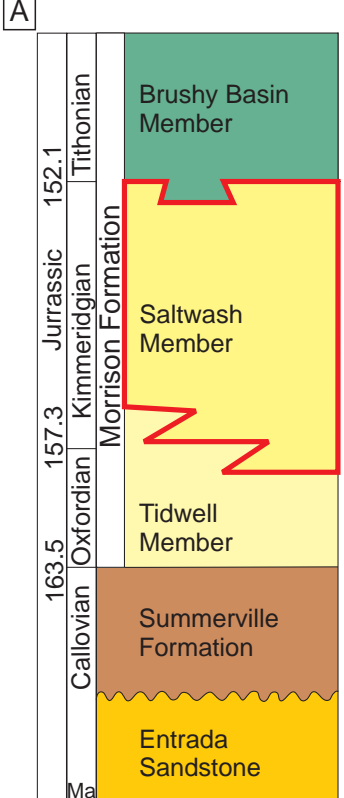 A
Jurrassic
152.1
157.3
163.5
Ma
Tithonian
Kimmeridgian
Oxfordian
Callovian
Morrison Formation
Brushy Basin
Member
Saltwash
Member
Tidwell
Member
Summerville
Formation
Entrada
Sandstone